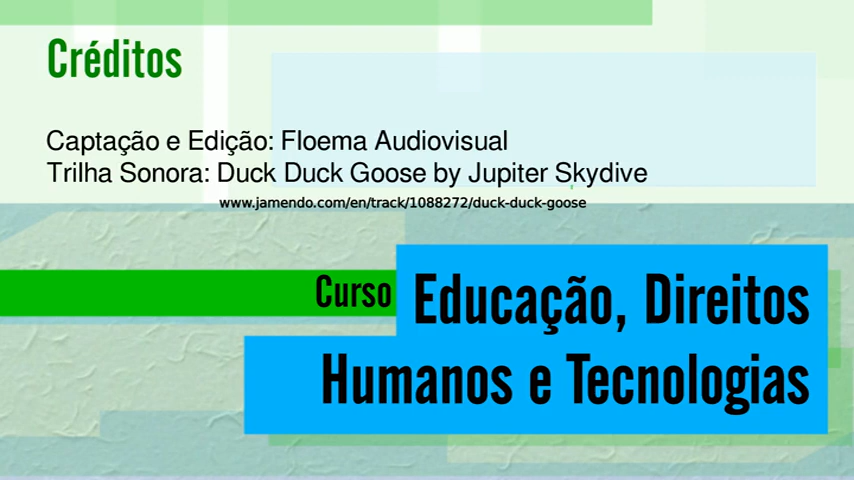 Créditos
Captação e Edição: Floema Audiovisual
Trilha Sonora: Duck Duck Goose by Jupiter Skydive
www.jamendo.com/en/track/1088272/duck-duck-goose
Curso Educação, Direitos
Humanos e Tecnologias